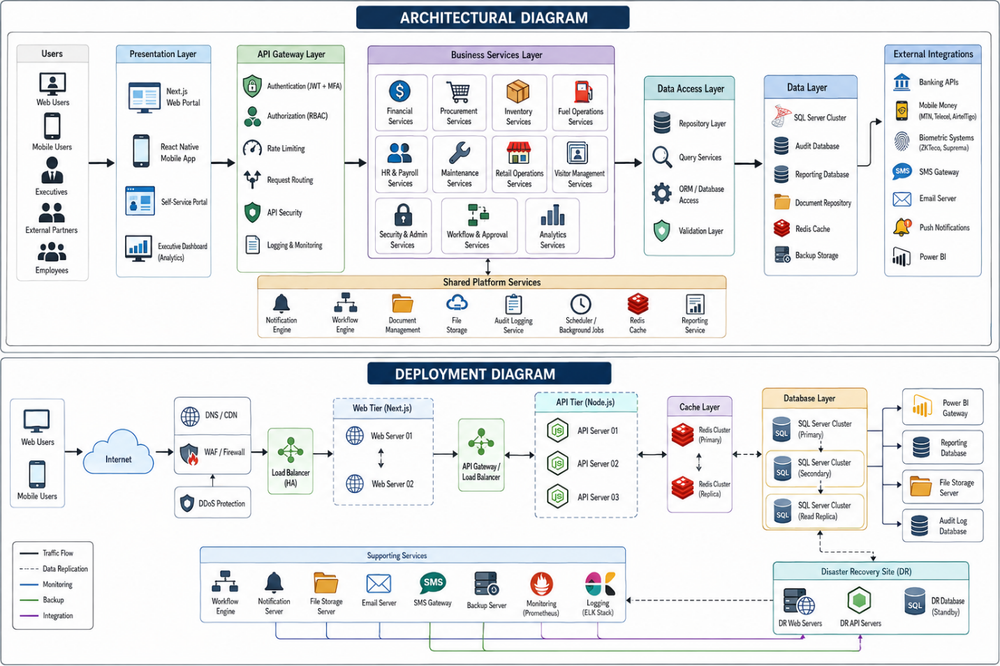 ARCHITECTURAL DIAGRAM
Users
Web Users
Mobile Users
Executives
External Partners
Employees
Presentation Layer
Next.js
Web Portal
React Native
Mobile App
Self-Service Portal
Executive Dashboard
(Analytics)
API Gateway Layer
Authentication (JWT + MFA)
Authorization (RBAC)
Rate Limiting
Request Routing
API Security
Logging & Monitoring
Business Services Layer
Financial
Services
Procurement
Services
Inventory
Services
Fuel Operations
Services
HR & Payroll
Services
Maintenance
Services
Retail Operations
Services
Visitor Management
Services
Security & Admin
Services
Workflow & Approval
Services
Analytics
Services
Data Access Layer
Repository Layer
Query Services
ORM / Database
Access
Validation Layer
Data Layer
SQL Server Cluster
Audit Database
Reporting Database
Document Repository
Redis Cache
Backup Storage
External Integrations
Banking APIs
Mobile Money
(MTN, Telecel, AirtelTigo)
Biometric Systems
(ZKTeco, Suprema)
SMS
SMS Gateway
Email Server
Push Notifications
Power BI
Shared Platform Services
Notification
Engine
Workflow
Engine
Document
Management
File
Storage
Audit Logging
Service
Scheduler /
Background Jobs
Redis
Cache
Reporting
Service
DEPLOYMENT DIAGRAM
Web Users
Mobile Users
Internet
DNS / CDN
WAF / Firewall
DDoS Protection
Load Balancer
(HA)
Web Tier (Next.js)
Web Server 01
Web Server 02
API Gateway /
Load Balancer
API Tier (Node.js)
JS
API Server 01
JS
API Server 02
JS
API Server 03
Cache Layer
Redis Cluster
(Primary)
Redis Cluster
(Replica)
Database Layer
SQL
SQL Server Cluster
(Primary)
SQL
SQL Server Cluster
(Secondary)
SQL
SQL Server Cluster
(Read Replica)
Power BI
Gateway
Reporting
Database
File Storage
Server
Audit Log
Database
Traffic Flow
Data Replication
Monitoring
Backup
Integration
Supporting Services
Workflow
Engine
Notification
Server
File Storage
Server
Email Server
SMS
SMS Gateway
Backup Server
Monitoring
(Prometheus)
Logging
(ELK Stack)
Disaster Recovery Site (DR)
DR Web Servers
DR API Servers
SQL
DR Database
(Standby)